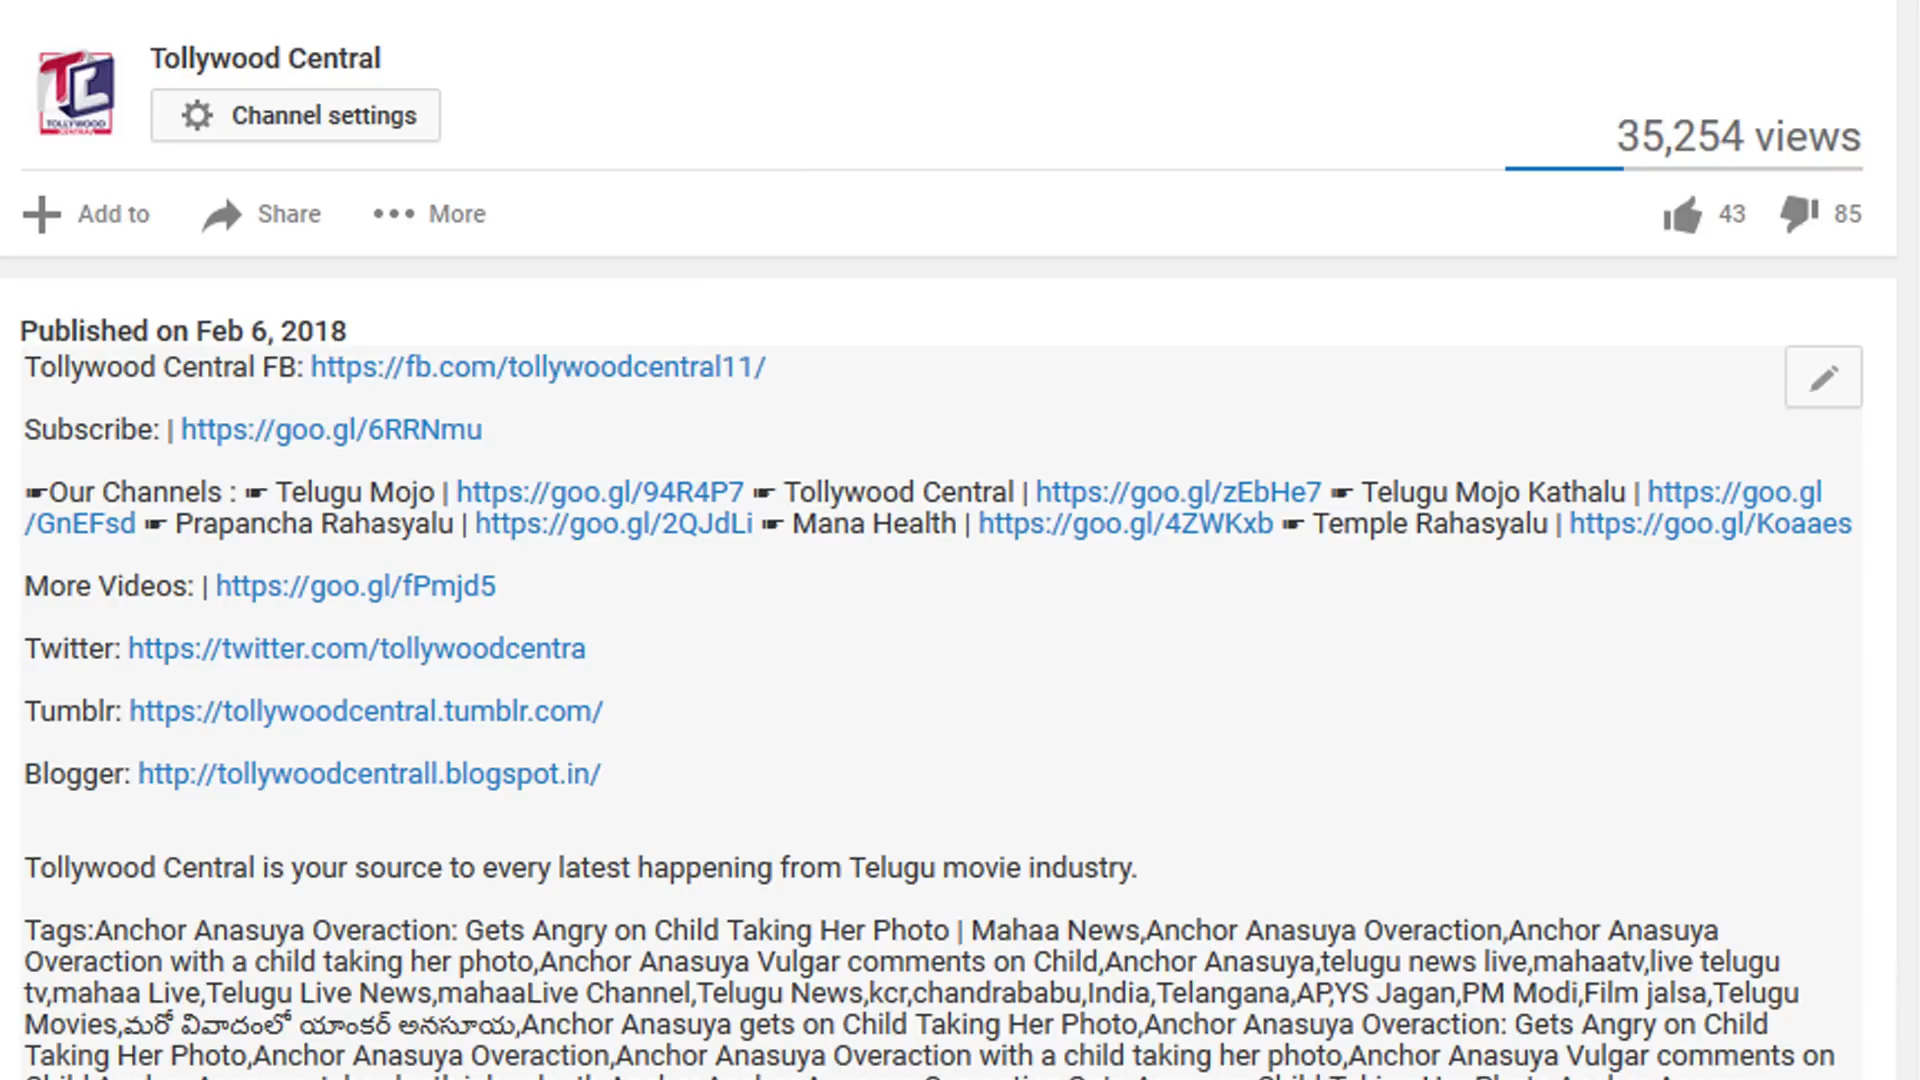 Tollywood Central
TOLLYWOOD
CENTRAL
Channel settings
35,254 views
Add to
Share
More
43
85
Published on Feb 6, 2018
Tollywood Central FB: https://fb.com/tollywoodcentral11/
Subscribe: | https://goo.gl/6RRNmu
☛Our Channels : ☛ Telugu Mojo | https://goo.gl/94R4P7 ☛ Tollywood Central | https://goo.gl/zEbHe7 ☛ Telugu Mojo Kathalu | https://goo.gl
/GnEFsd ☛ Prapancha Rahasyalu | https://goo.gl/2QJdLi ☛ Mana Health | https://goo.gl/4ZWKxb ☛ Temple Rahasyalu | https://goo.gl/Koaaes
More Videos: | https://goo.gl/fPmjd5
Twitter: https://twitter.com/tollywoodcentra
Tumblr: https://tollywoodcentral.tumblr.com/
Blogger: http://tollywoodcentrall.blogspot.in/
Tollywood Central is your source to every latest happening from Telugu movie industry.
Tags:Anchor Anasuya Overaction: Gets Angry on Child Taking Her Photo | Mahaa News,Anchor Anasuya Overaction,Anchor Anasuya
Overaction with a child taking her photo,Anchor Anasuya Vulgar comments on Child,Anchor Anasuya,telugu news live,mahaatv,live telugu
tv,mahaa Live,Telugu Live News,mahaaLive Channel,Telugu News,kcr,chandrababu,India,Telangana,AP,YS Jagan,PM Modi,Film jalsa,Telugu
Movies,మరో వివాదంలో యాంకర్ అనసూయ,Anchor Anasuya gets on Child Taking Her Photo,Anchor Anasuya Overaction: Gets Angry on Child
Taking Her Photo,Anchor Anasuya Overaction,Anchor Anasuya Overaction with a child taking her photo,Anchor Anasuya Vulgar comments on